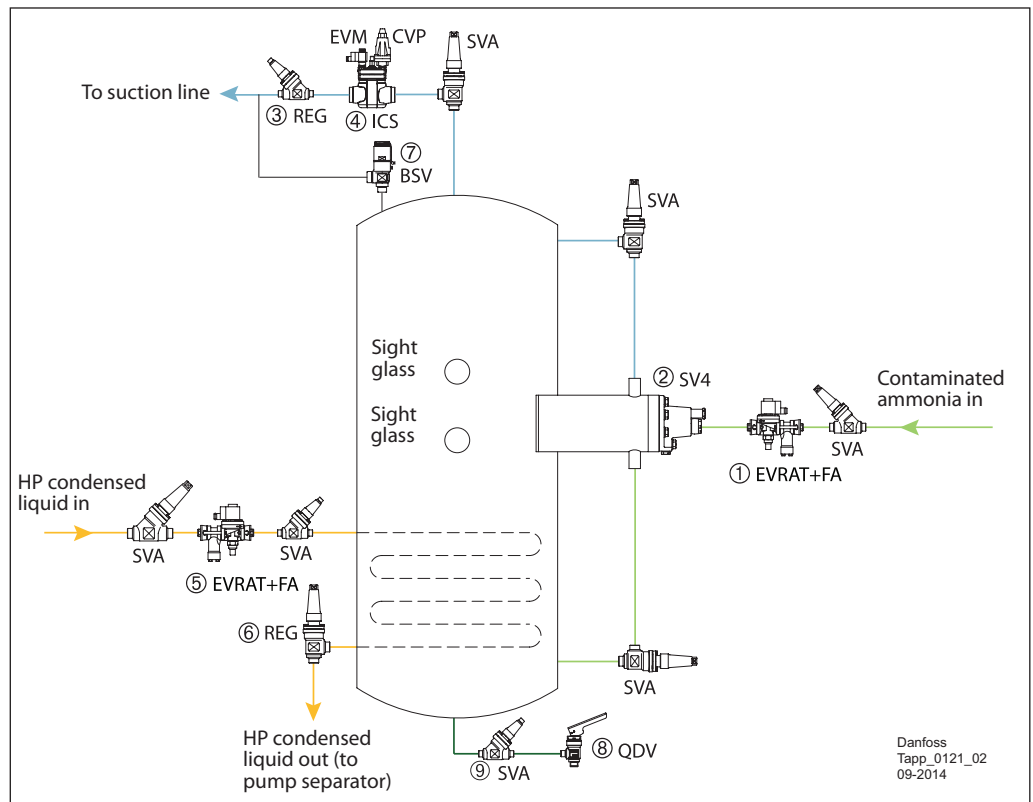 EVM CVP SVA
To suction line
③ REG ④ ICS
⑦
BSV
SVA
Sight
glass
② SV4
Contaminated
ammonia in
Sight
glass
SVA
① EVRAT+FA
HP condensed
liquid in
SVA SVA
⑤ EVRAT+FA
⑥ REG
SVA
HP condensed
liquid out (to
pump separator)
⑨ SVA ⑧ QDV
Danfoss
Tapp_0121_02
09-2014